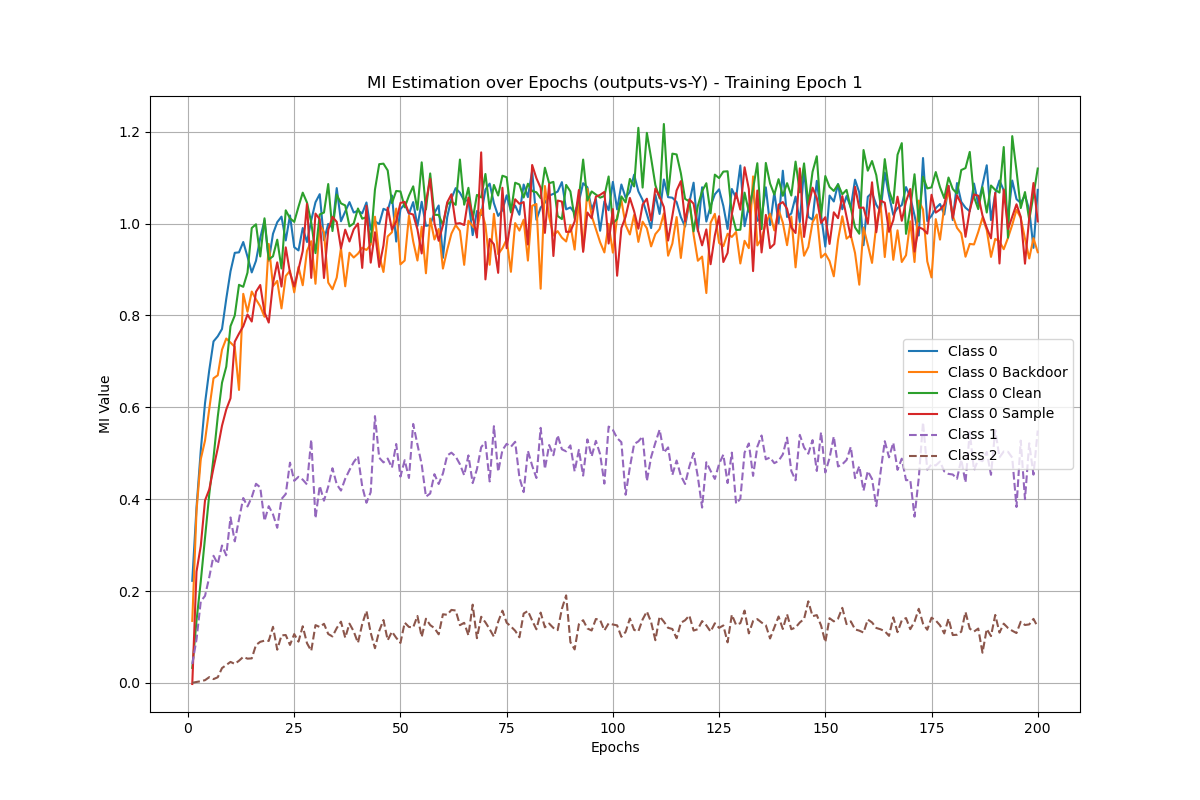 MI Estimation over Epochs (outputs-vs-Y) - Training Epoch 1
MI Value
1.2
1.0
0.8
0.6
0.4
0.2
0.0
Class 0
Class 0 Backdoor
Class 0 Clean
Class 0 Sample
Class 1
Class 2
0 25 50 75 100 125 150 175 200
Epochs